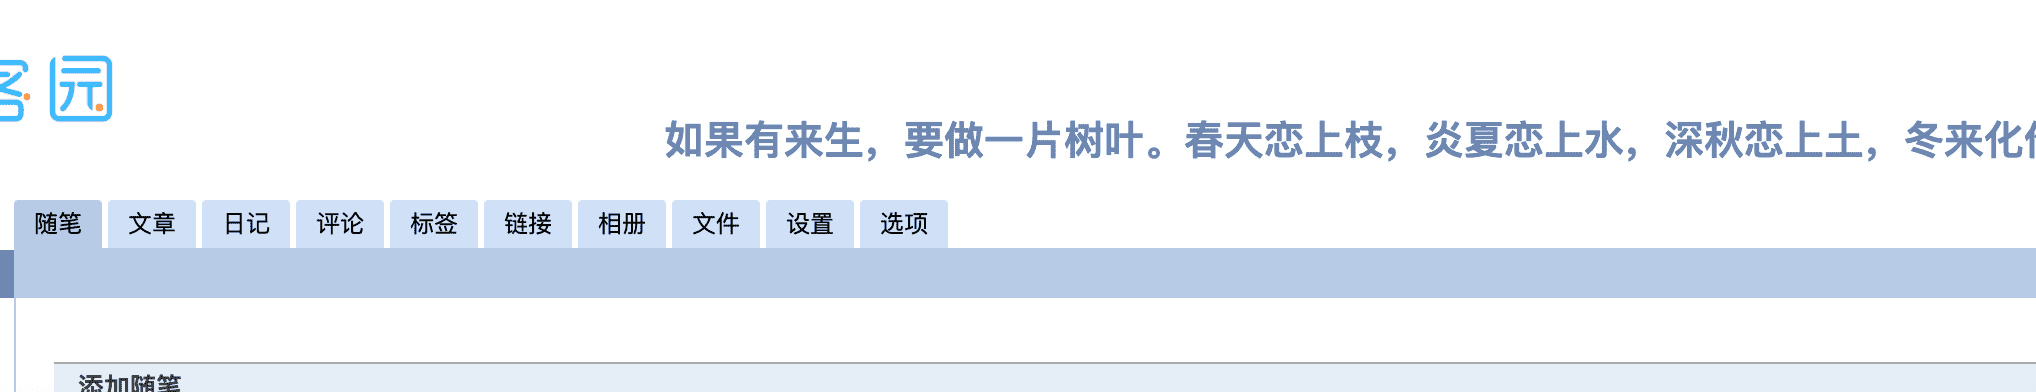 客园
如果有来生，要做一片树叶。春天恋上枝，炎夏恋上水，深秋恋上土，冬来化作
随笔 文章 日记 评论 标签 链接 相册 文件 设置 选项
添加随笔